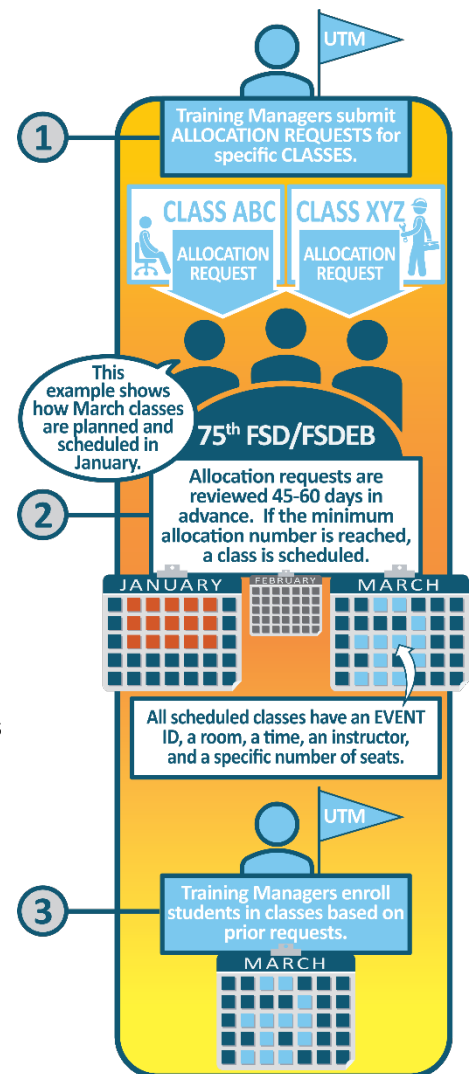 UTM
1
Training Managers submit
ALLOCATION REQUESTS for
specific CLASSES.
CLASS ABC
ALLOCATION
REQUEST
CLASS XYZ
ALLOCATION
REQUEST
This
example shows
how March classes
are planned and
scheduled in
January.
75th FSD/FSDEB
2
Allocation requests are
reviewed 45-60 days in
advance.  If the minimum
allocation number is reached,
a class is scheduled.
JANUARY
FEBRUARY
MARCH
s
All scheduled classes have an EVENT
ID, a room, a time, an instructor,
and a specific number of seats.
UTM
3
Training Managers enroll
students in classes based on
prior requests.
MARCH